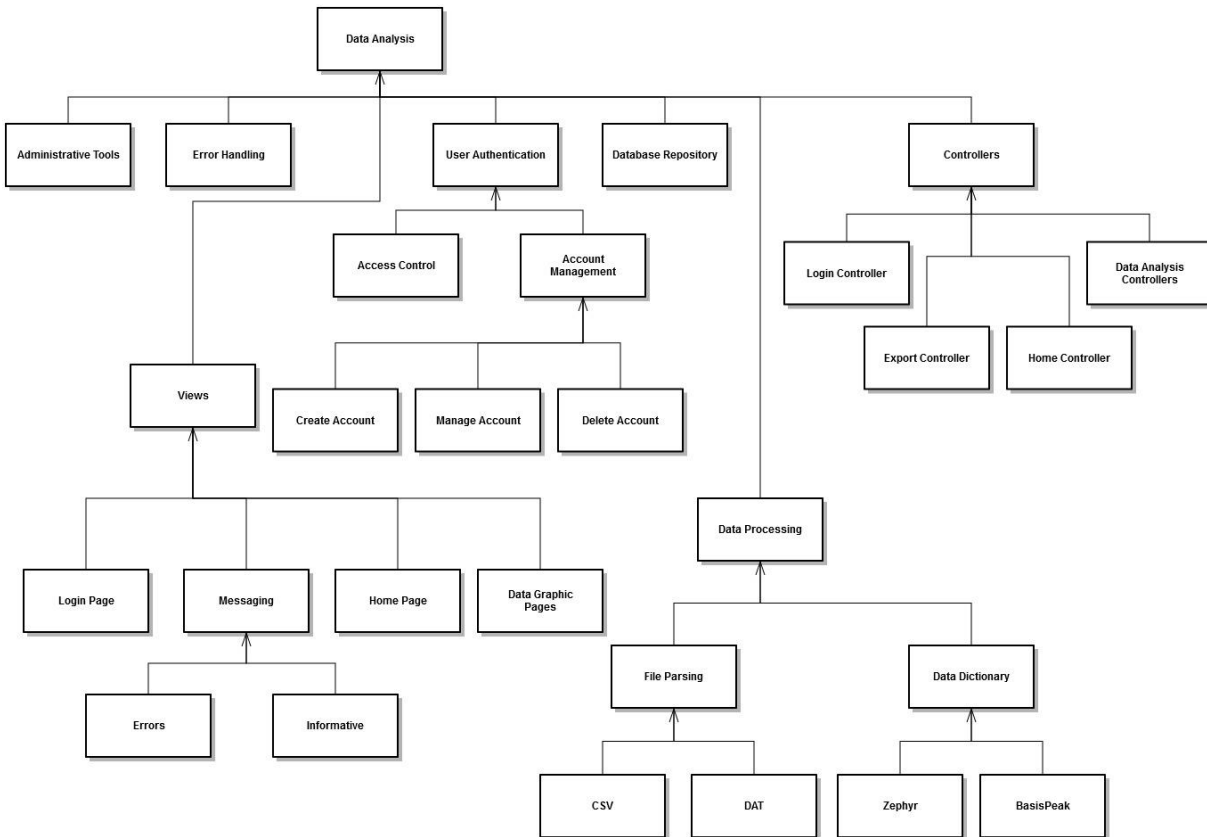 Data Analysis
Administrative Tools
Error Handling
User Authentication
Database Repository
Controllers
Access Control
Account
Management
Login Controller
Data Analysis
Controllers
Export Controller
Home Controller
Views
Create Account
Manage Account
Delete Account
Data Processing
Login Page
Messaging
Home Page
Data Graphic
Pages
File Parsing
Data Dictionary
Errors
Informative
CSV
DAT
Zephyr
BasisPeak